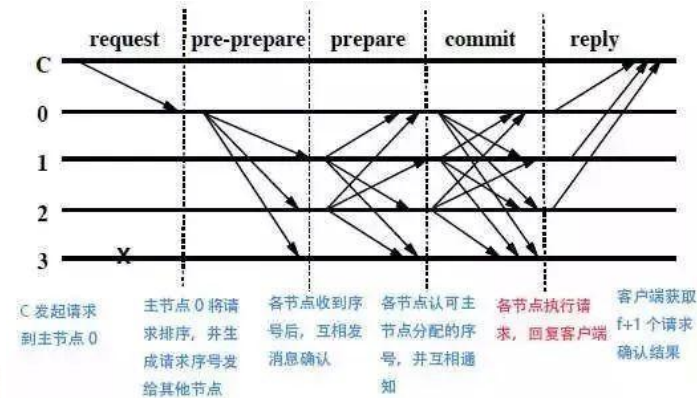 request pre-prepare prepare commit reply
C
0
1
2
3
X
C 发起请求
到主节点 0
主节点 0 将请
求排序，并生
成请求序号发
给其他节点
各节点收到序
号后，互相发
消息确认
各节点认可主
节点分配的序
号，并互相通
知
各节点执行请
求，回复客户端
客户端获取
f+1 个请求
确认结果